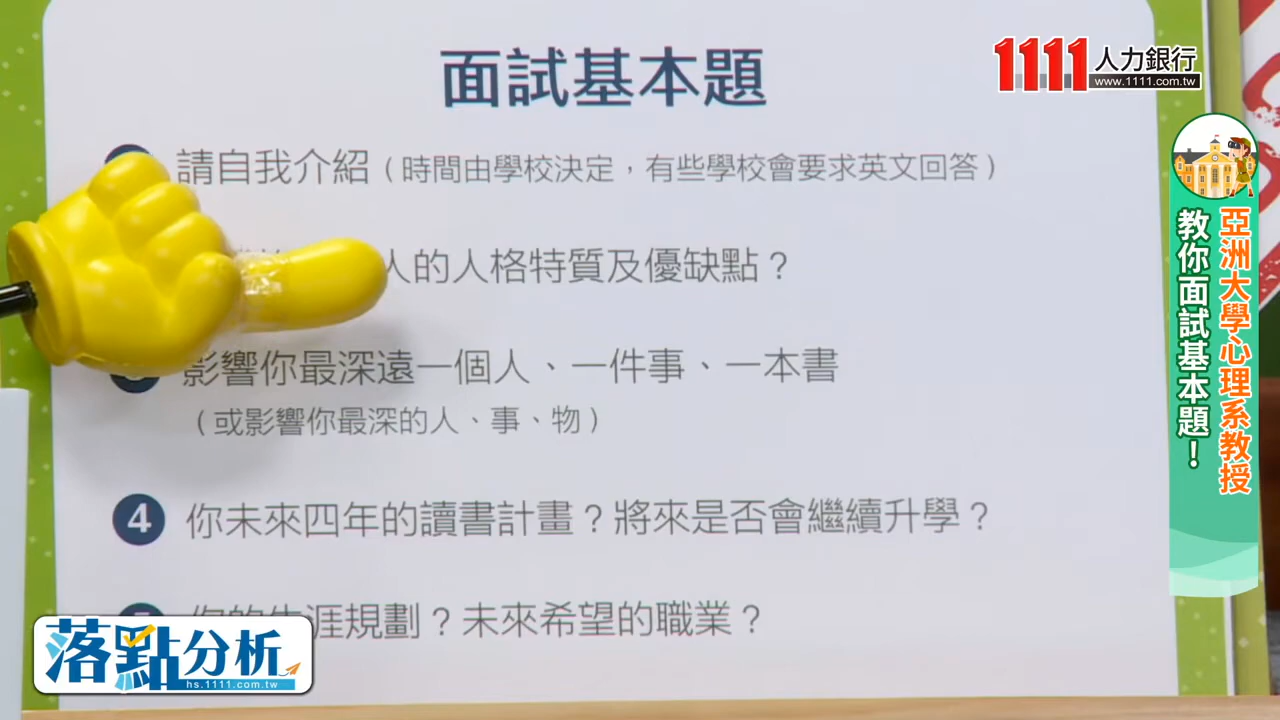 面試基本題
請自我介紹（時間由學校決定，有些學校會要求英文回答）
人的人格特質及優缺點？
影響你最深遠一個人、一件事、一本書
（或影響你最深的人、事、物）
4 你未來四年的讀書計畫？將來是否會繼續升學？
你的生涯規劃？未來希望的職業？
1111 人力銀行
www.1111.com.tw
亞洲大學心理系教授
教你面試基本題！
落點分析
hs.1111.com.tw